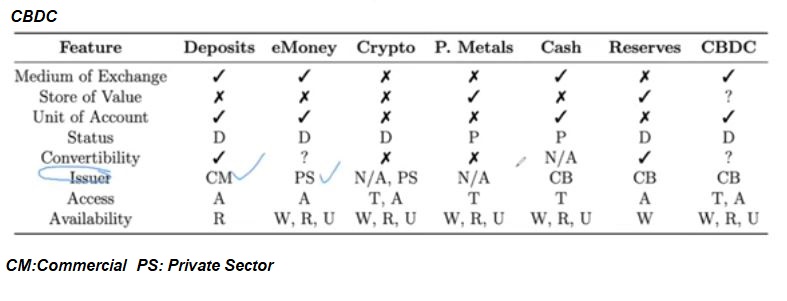 CBDC
Feature Deposits eMoney Crypto P. Metals Cash Reserves CBDC
Medium of Exchange ✓ ✓ ✗ ✗ ✓ ✗ ✓
Store of Value ✗ ✗ ✗ ✓ ✗ ✓ ?
Unit of Account ✓ ✓ ✗ ✗ ✓ ✗ ✓
Status D D D P P D D
Convertibility ✓ ? ✗ ✗ N/A ✓ ?
Issuer CM PS N/A, PS N/A CB CB CB
Access A A T, A T T A T, A
Availability R W, R, U W, R, U W, R, U W, R, U W W, R, U
CM:Commercial PS: Private Sector